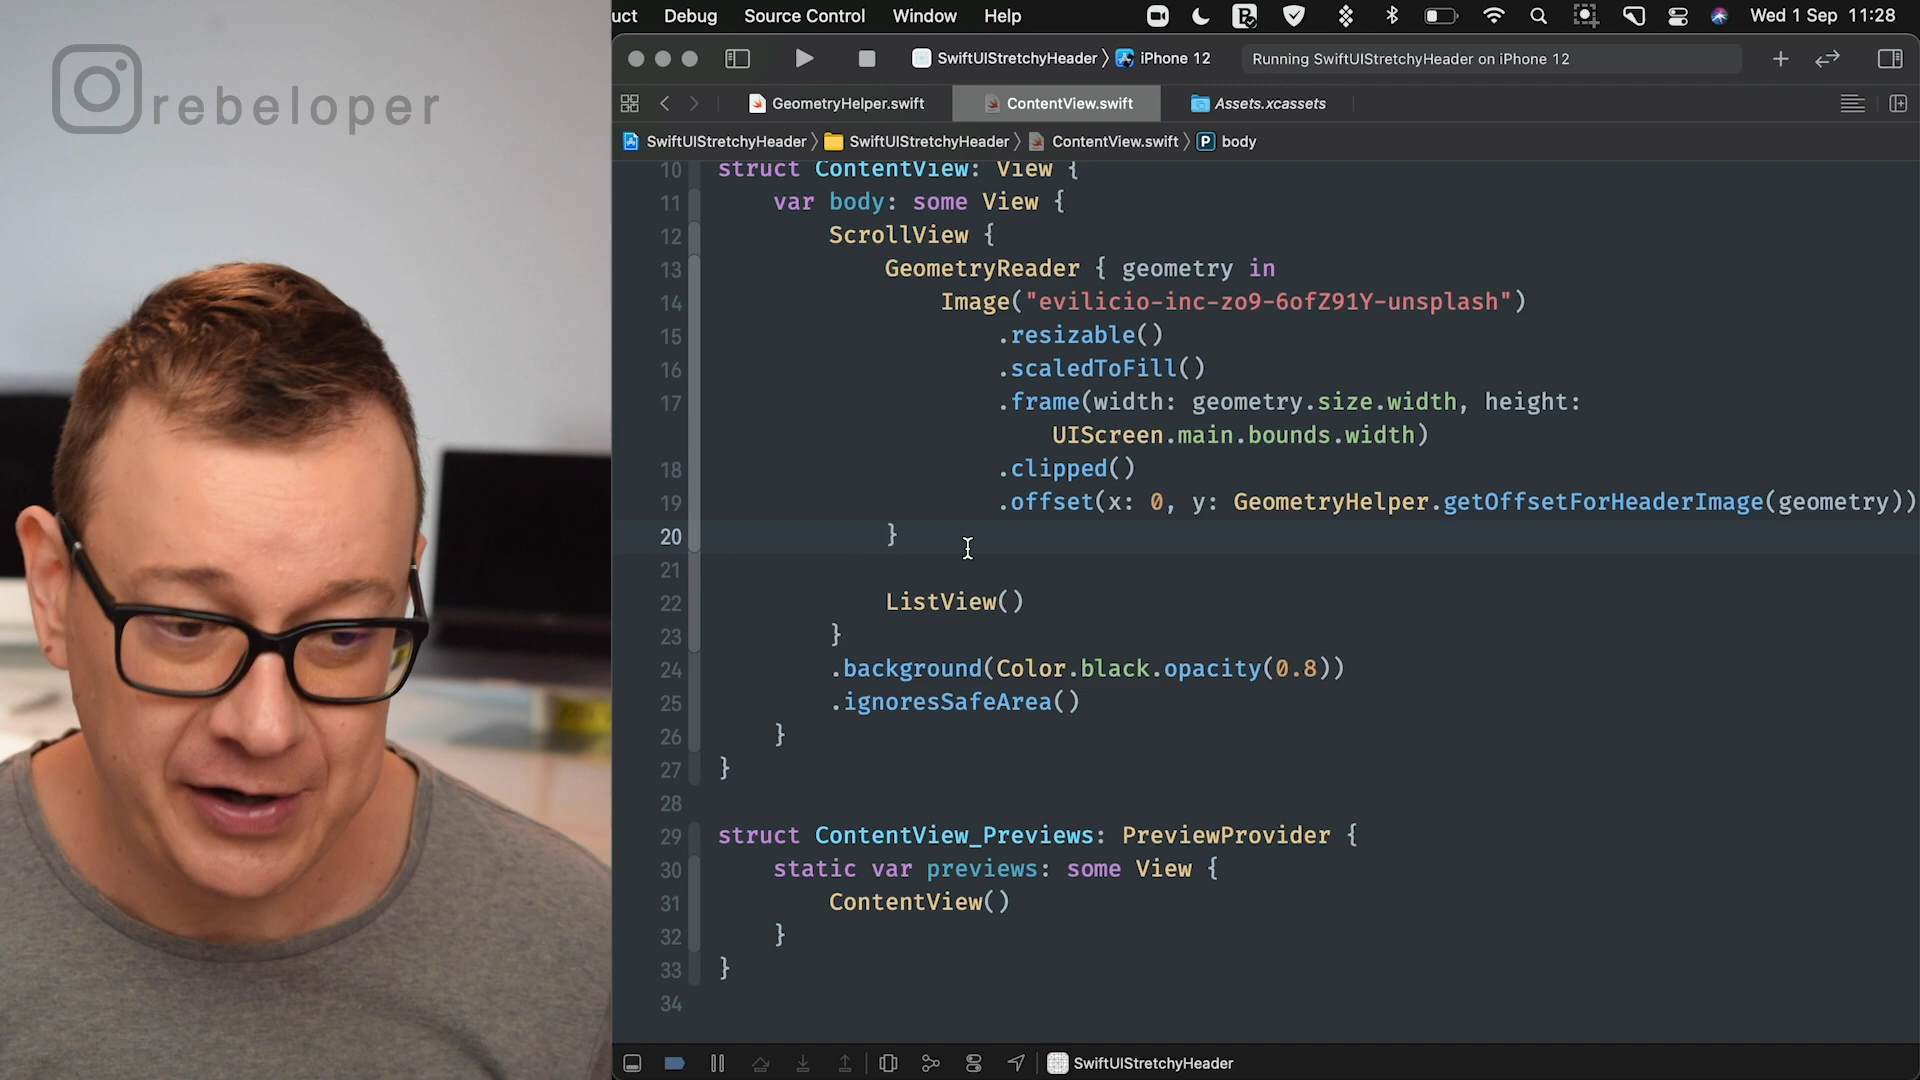 rebeloper
uct Debug Source Control Window Help Wed 1 Sep 11:28
SwiftUIStretchyHeader 〉 iPhone 12 Running SwiftUIStretchyHeader on iPhone 12
GeometryHelper.swift ContentView.swift Assets.xcassets
SwiftUIStretchyHeader 〉 SwiftUIStretchyHeader 〉 ContentView.swift 〉 P body
10 struct ContentView: View {
11 var body: some View {
12 ScrollView {
13 GeometryReader { geometry in
14 Image("evilicio-inc-zo9-6ofZ91Y-unsplash")
15 .resizable()
16 .scaledToFill()
17 .frame(width: geometry.size.width, height:
UIScreen.main.bounds.width)
18 .clipped()
19 .offset(x: 0, y: GeometryHelper.getOffsetForHeaderImage(geometry))
20 }
21
22 ListView()
23 }
24 .background(Color.black.opacity(0.8))
25 .ignoresSafeArea()
26 }
27 }
28
29 struct ContentView_Previews: PreviewProvider {
30 static var previews: some View {
31 ContentView()
32 }
33 }
34
SwiftUIStretchyHeader